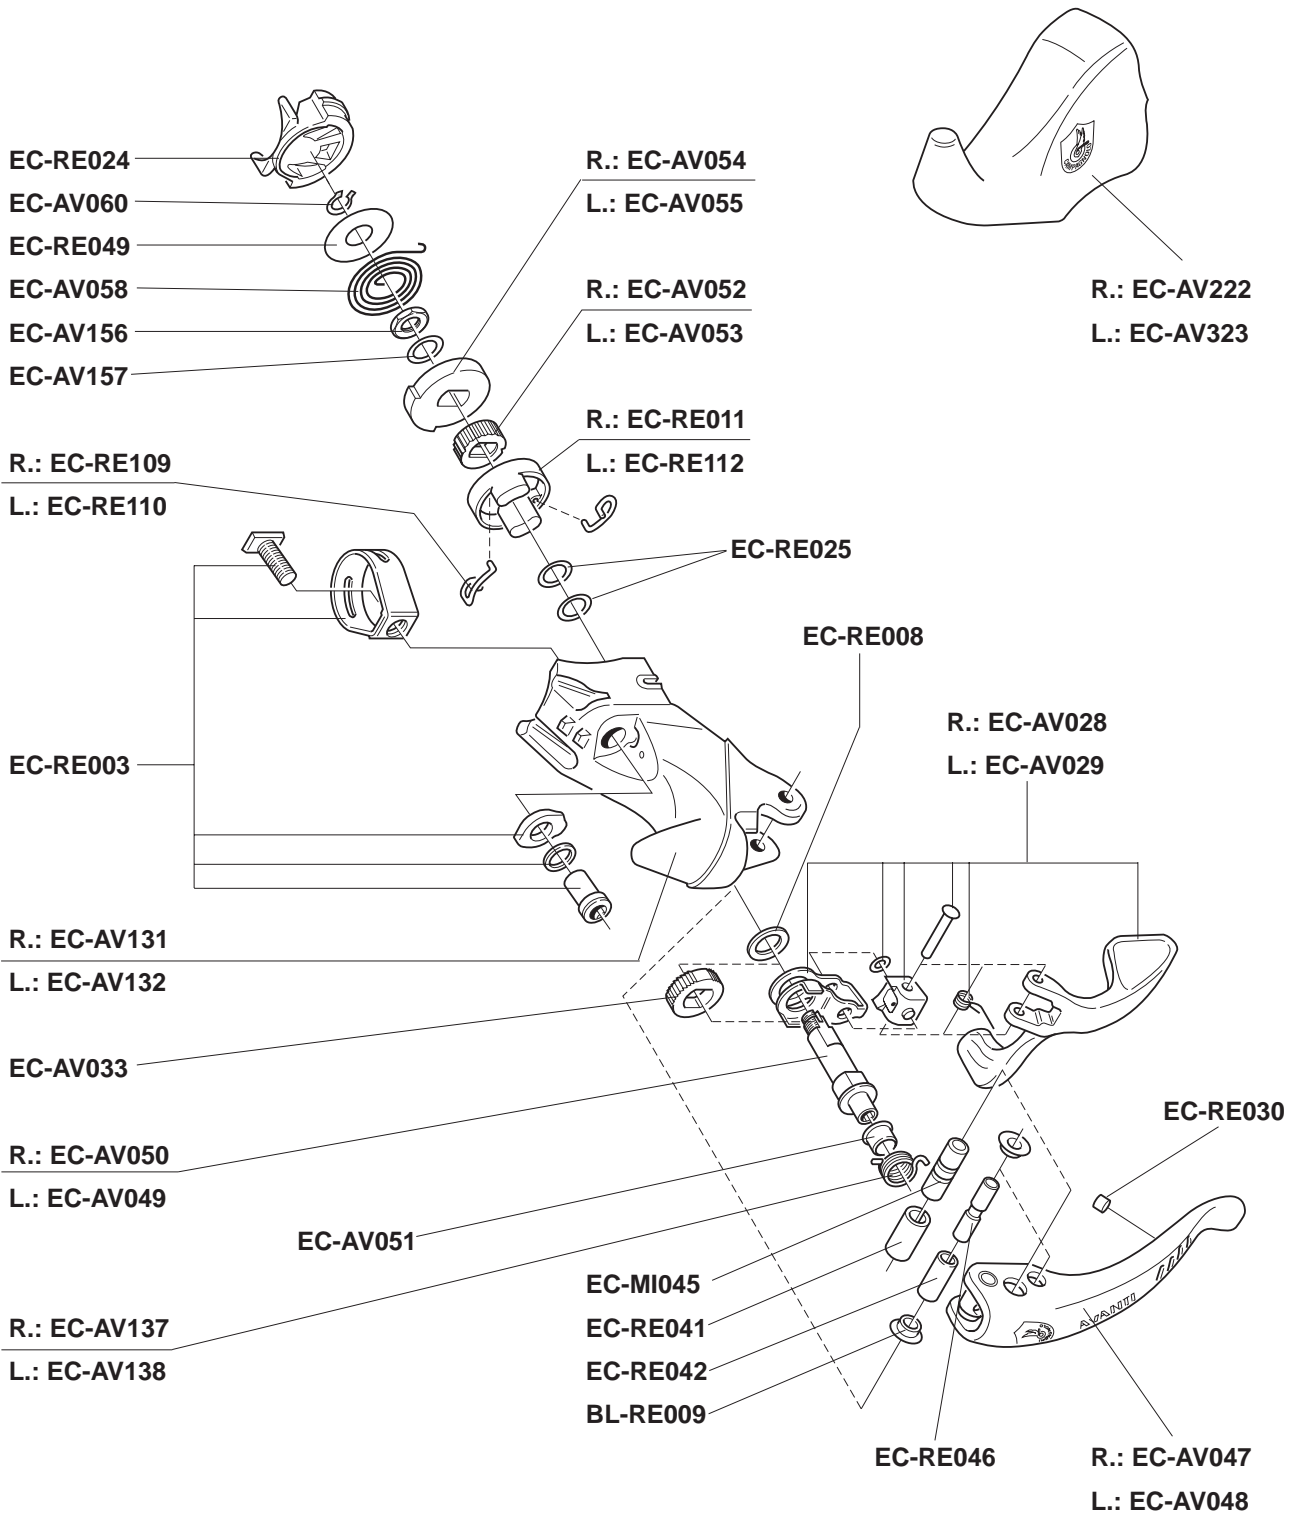 EC-RE024
EC-AV060
EC-RE049
EC-AV058
EC-AV156
EC-AV157
R.: EC-AV054
L.: EC-AV055
R.: EC-AV052
L.: EC-AV053
R.: EC-AV222
L.: EC-AV323
R.: EC-RE011
L.: EC-RE112
R.: EC-RE109
L.: EC-RE110
EC-RE025
EC-RE008
R.: EC-AV028
L.: EC-AV029
EC-RE003
R.: EC-AV131
L.: EC-AV132
EC-AV033
EC-RE030
R.: EC-AV050
L.: EC-AV049
EC-AV051
EC-MI045
EC-RE041
EC-RE042
BL-RE009
R.: EC-AV137
L.: EC-AV138
AVANTI
EC-RE046
R.: EC-AV047
L.: EC-AV048